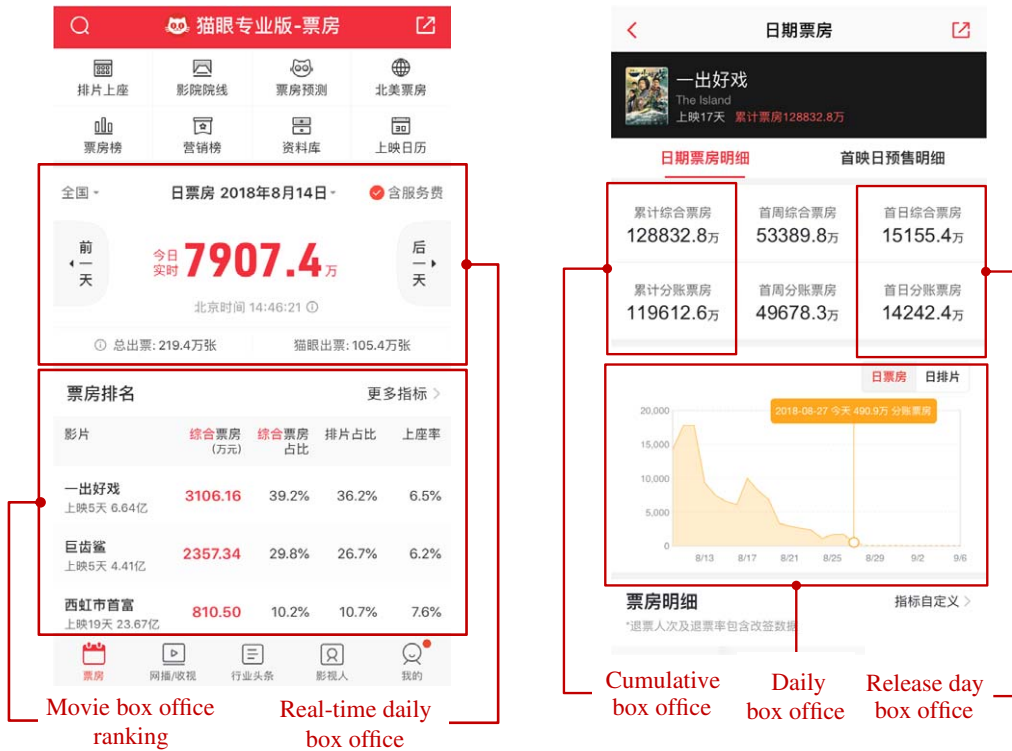 猫眼专业版-票房
排片上座 影院院线 票房预测 北美票房
票房榜 营销榜 资料库 上映日历
全国 日票房 2018年8月14日 含服务费
前一天
今日实时 7907.4万
后一天
北京时间 14:46:21
总出票: 219.4万张 猫眼出票: 105.4万张
票房排名 更多指标
影片 综合票房(万元) 综合票房占比 排片占比 上座率
一出好戏 3106.16 39.2% 36.2% 6.5%
上映5天 6.64亿
巨齿鲨 2357.34 29.8% 26.7% 6.2%
上映5天 4.41亿
西虹市首富 810.50 10.2% 10.7% 7.6%
上映19天 23.67亿
票房 网播/收视 行业头条 影视人 我的
Movie box office
ranking
Real-time daily
box office
日期票房
一出好戏
The Island
上映17天 累计票房128832.8万
日期票房明细 首映日预售明细
累计综合票房 首周综合票房 首日综合票房
128832.8万 53389.8万 15155.4万
累计分账票房 首周分账票房 首日分账票房
119612.6万 49678.3万 14242.4万
日票房 日排片
2018-08-27 今天 490.9万 分账票房
20,000
15,000
10,000
5,000
0
8/13 8/17 8/21 8/25 8/29 9/2 9/6
票房明细 指标自定义
*退票人次及退票率包含改签数据
Cumulative
box office
Daily
box office
Release day
box office